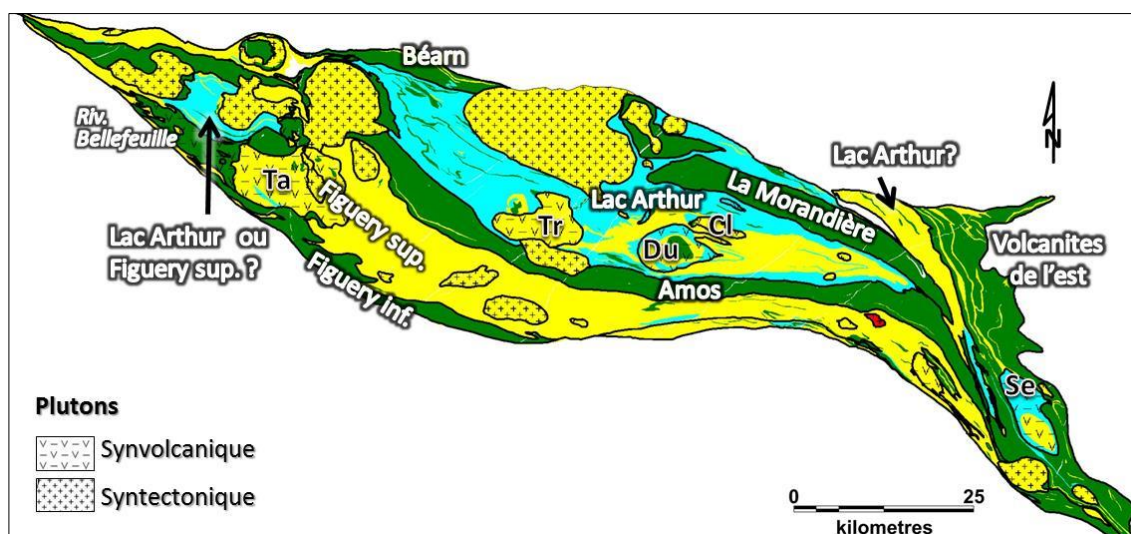 Béarn
Riv.
Bellefeuille
N
Lac Arthur?
Ta
Figuery sup.
Lac Arthur
La Morandière
Tr
Cl
Du
Volcanites
de l'est
Lac Arthur ou
Figuery sup. ?
Figuery inf.
Amos
Se
Plutons
Synvolcanique
Syntectonique
0 25
kilometres